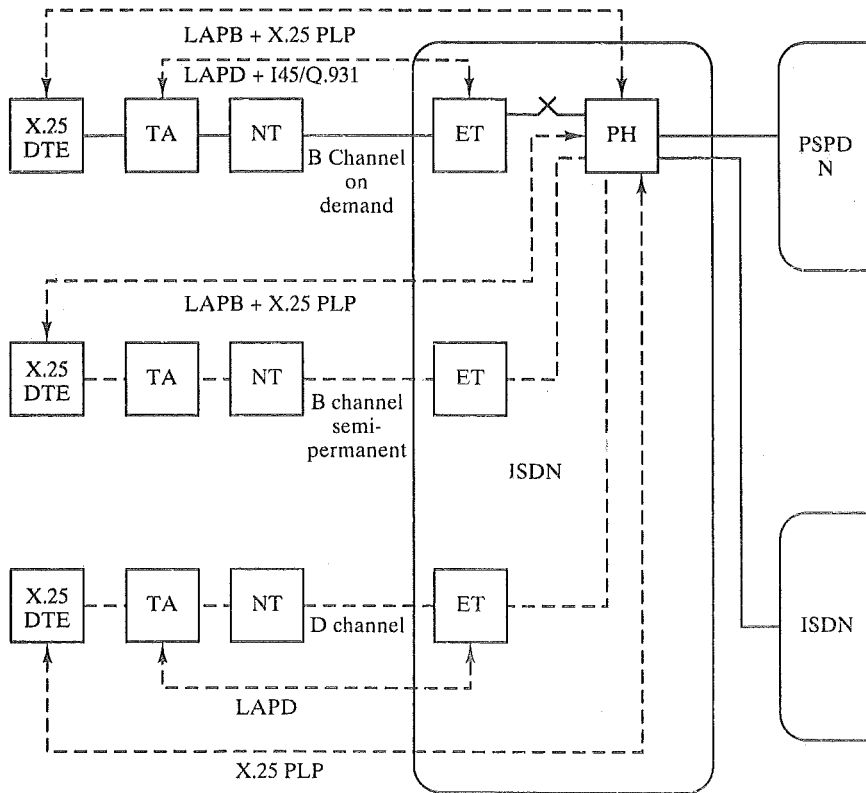 LAPB + X.25 PLP
LAPD + I45/Q.931
X.25
DTE
TA
NT
B Channel
on
demand
ET
PH
PSPD
N
LAPB + X.25 PLP
X.25
DTE
TA
NT
B channel
semi-
permanent
ET
ISDN
X.25
DTE
TA
NT
D channel
ET
ISDN
LAPD
X.25 PLP